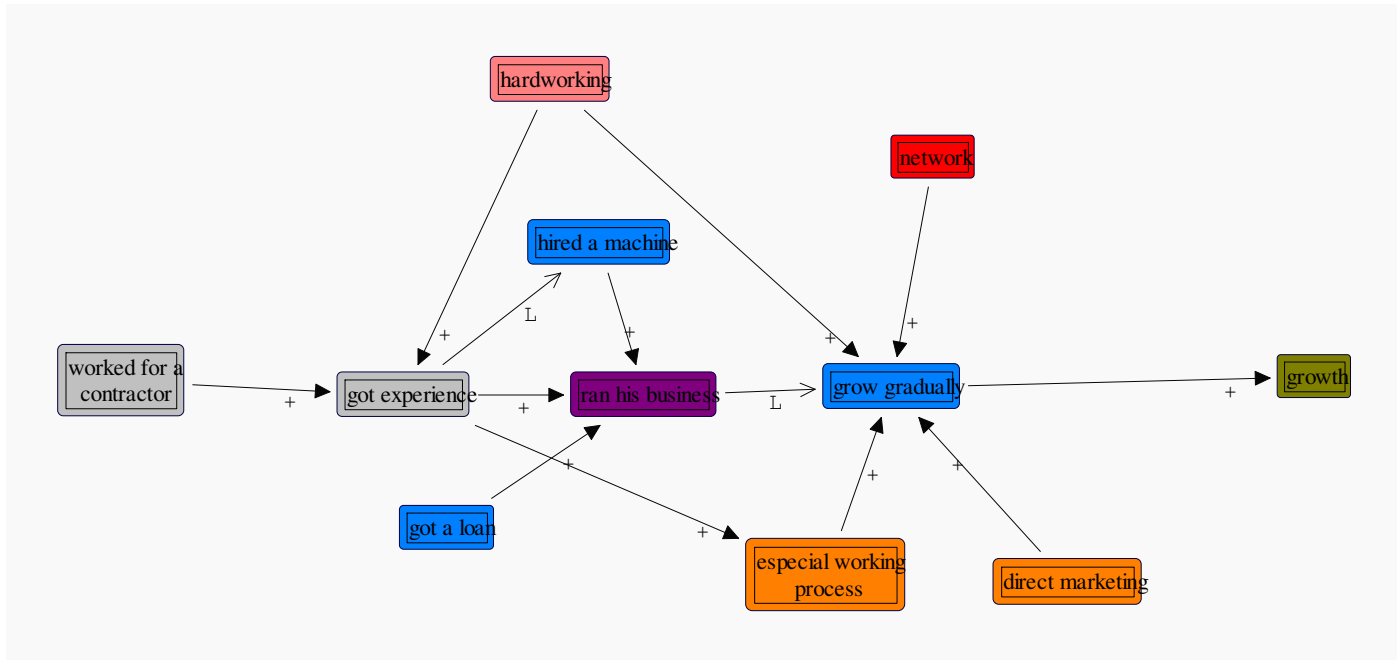 hardworking
network
hired a machine
+
L
+
+
+
worked for a
contractor
+
got experience
+
ran his business
L
grow gradually
+
growth
+
+
+
+
got a loan
especial working
process
direct marketing